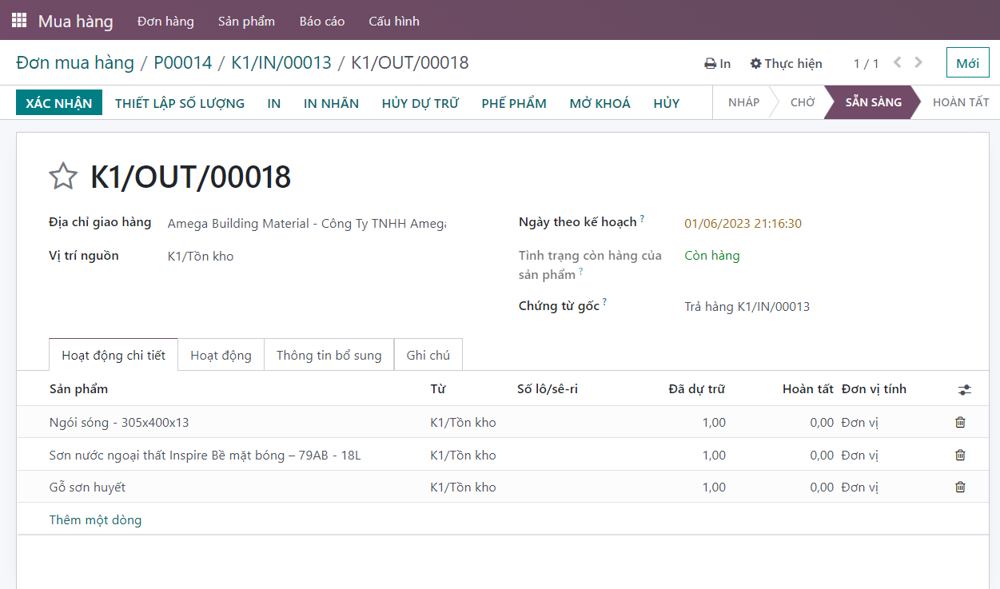 Mua hàng Đơn hàng Sản phẩm Báo cáo Cấu hình
Đơn mua hàng / P00014 / K1/IN/00013 / K1/OUT/00018 In Thực hiện 1 / 1 Mới
XÁC NHẬN THIẾT LẬP SỐ LƯỢNG IN IN NHÃN HỦY DỰ TRỮ PHẾ PHẨM MỞ KHOÁ HỦY NHÁP CHỜ SẴN SÀNG HOÀN TẤT
K1/OUT/00018
Địa chỉ giao hàng Amega Building Material - Công Ty TNHH Amega
Ngày theo kế hoạch ? 01/06/2023 21:16:30
Vị trí nguồn K1/Tồn kho
Tình trạng còn hàng của Còn hàng
sản phẩm ?
Chứng từ gốc ? Trả hàng K1/IN/00013
Hoạt động chi tiết Hoạt động Thông tin bổ sung Ghi chú
Sản phẩm Từ Số lô/sê-ri Đã dự trữ Hoàn tất Đơn vị tính
Ngói sóng - 305x400x13 K1/Tồn kho 1,00 0,00 Đơn vị
Sơn nước ngoại thất Inspire Bề mặt bóng – 79AB - 18L K1/Tồn kho 1,00 0,00 Đơn vị
Gỗ sơn huyết K1/Tồn kho 1,00 0,00 Đơn vị
Thêm một dòng